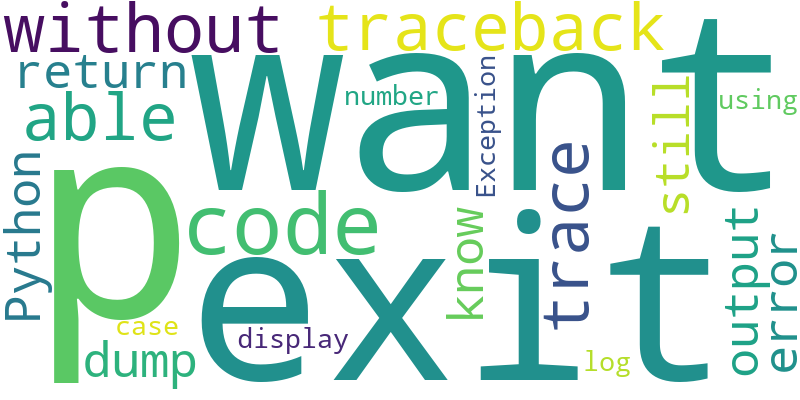 without
traceback
return
want
number
Exception
using
able
still
Python
p
code
trace
know
output
error
exit
case
display
dump
log